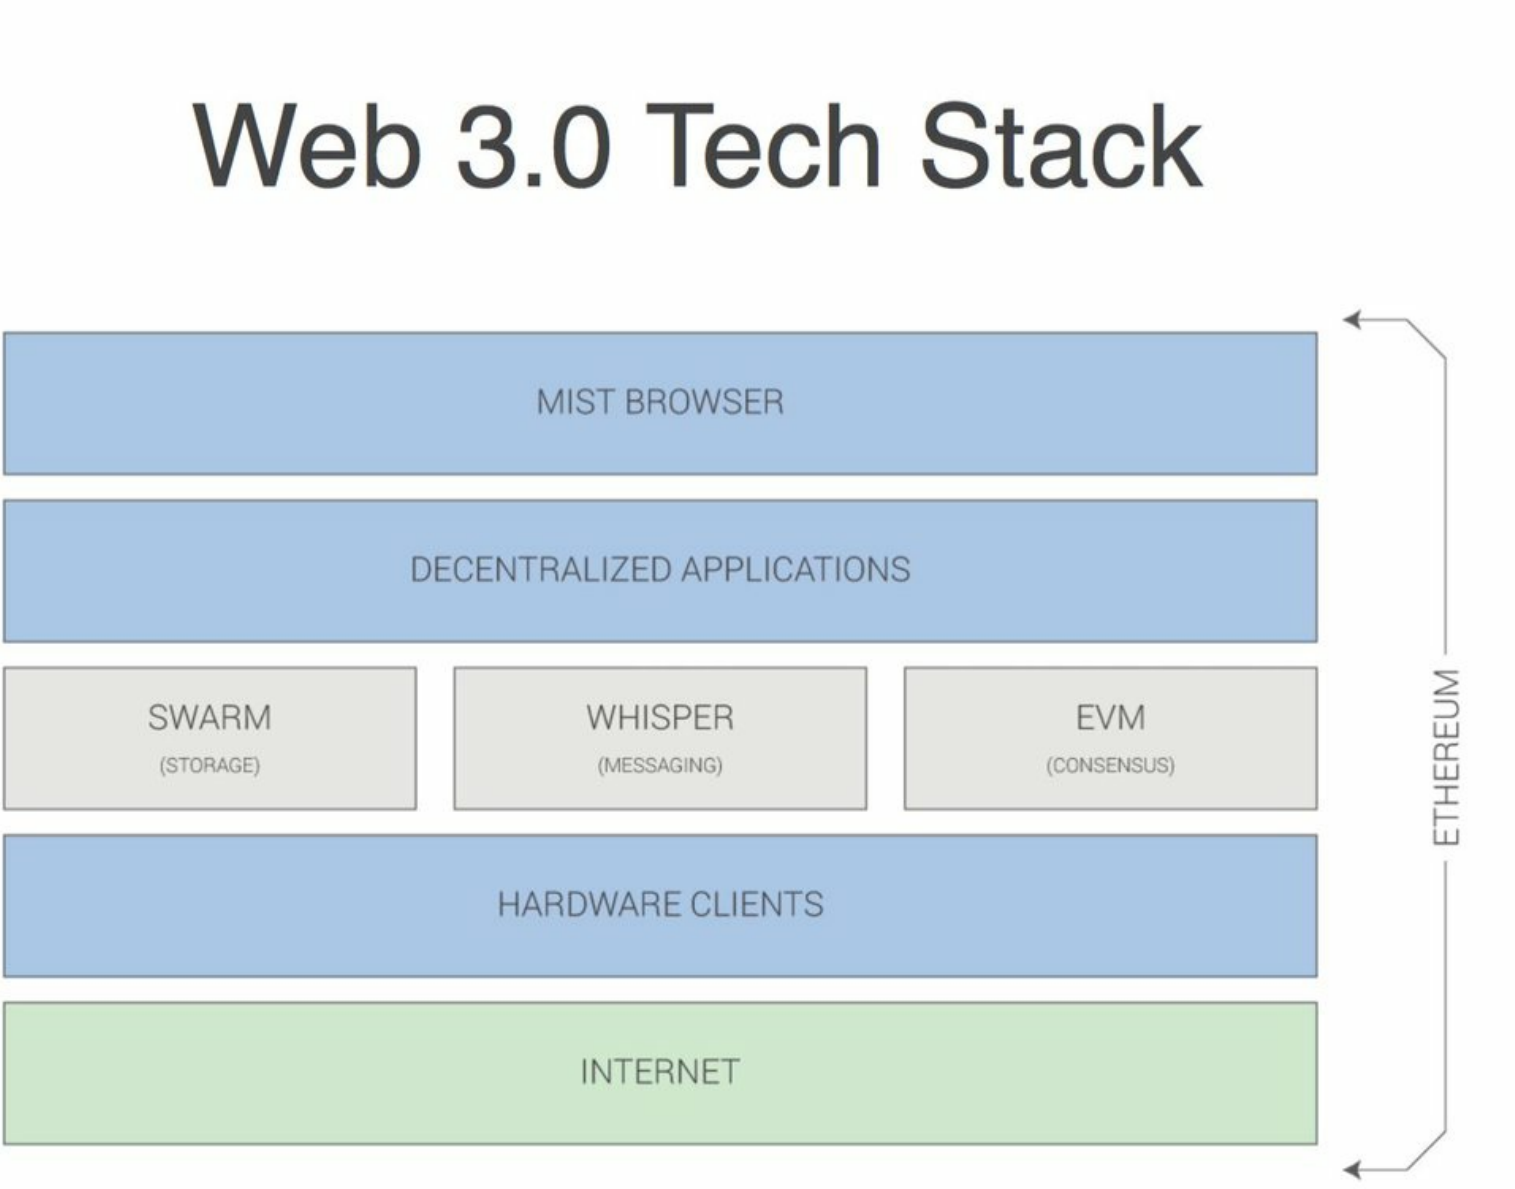 Web 3.0 Tech Stack
MIST BROWSER
DECENTRALIZED APPLICATIONS
SWARM
(STORAGE)
WHISPER
(MESSAGING)
EVM
(CONSENSUS)
HARDWARE CLIENTS
INTERNET
ETHEREUM